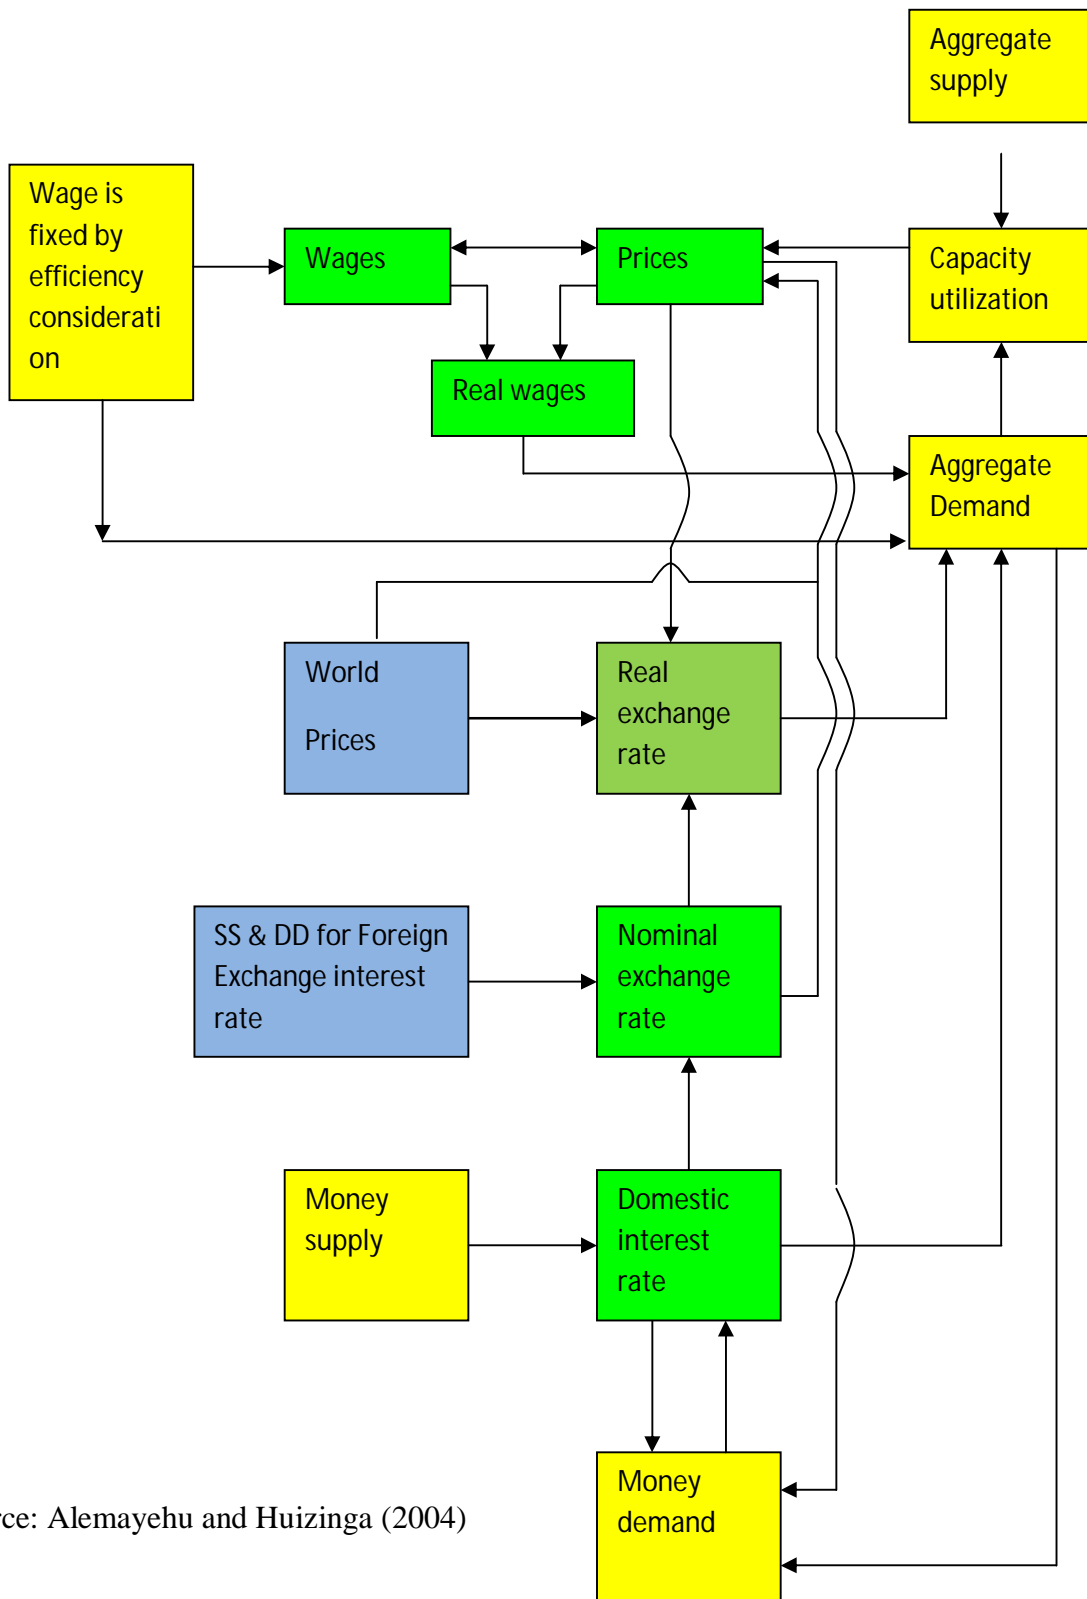 Aggregate
supply
Wage is
fixed by
efficiency
considerati
on
Wages
Prices
Capacity
utilization
Real wages
Aggregate
Demand
World
Prices
Real
exchange
rate
SS & DD for Foreign
Exchange interest
rate
Nominal
exchange
rate
Money
supply
Domestic
interest
rate
Money
demand
rce: Alemayehu and Huizinga (2004)